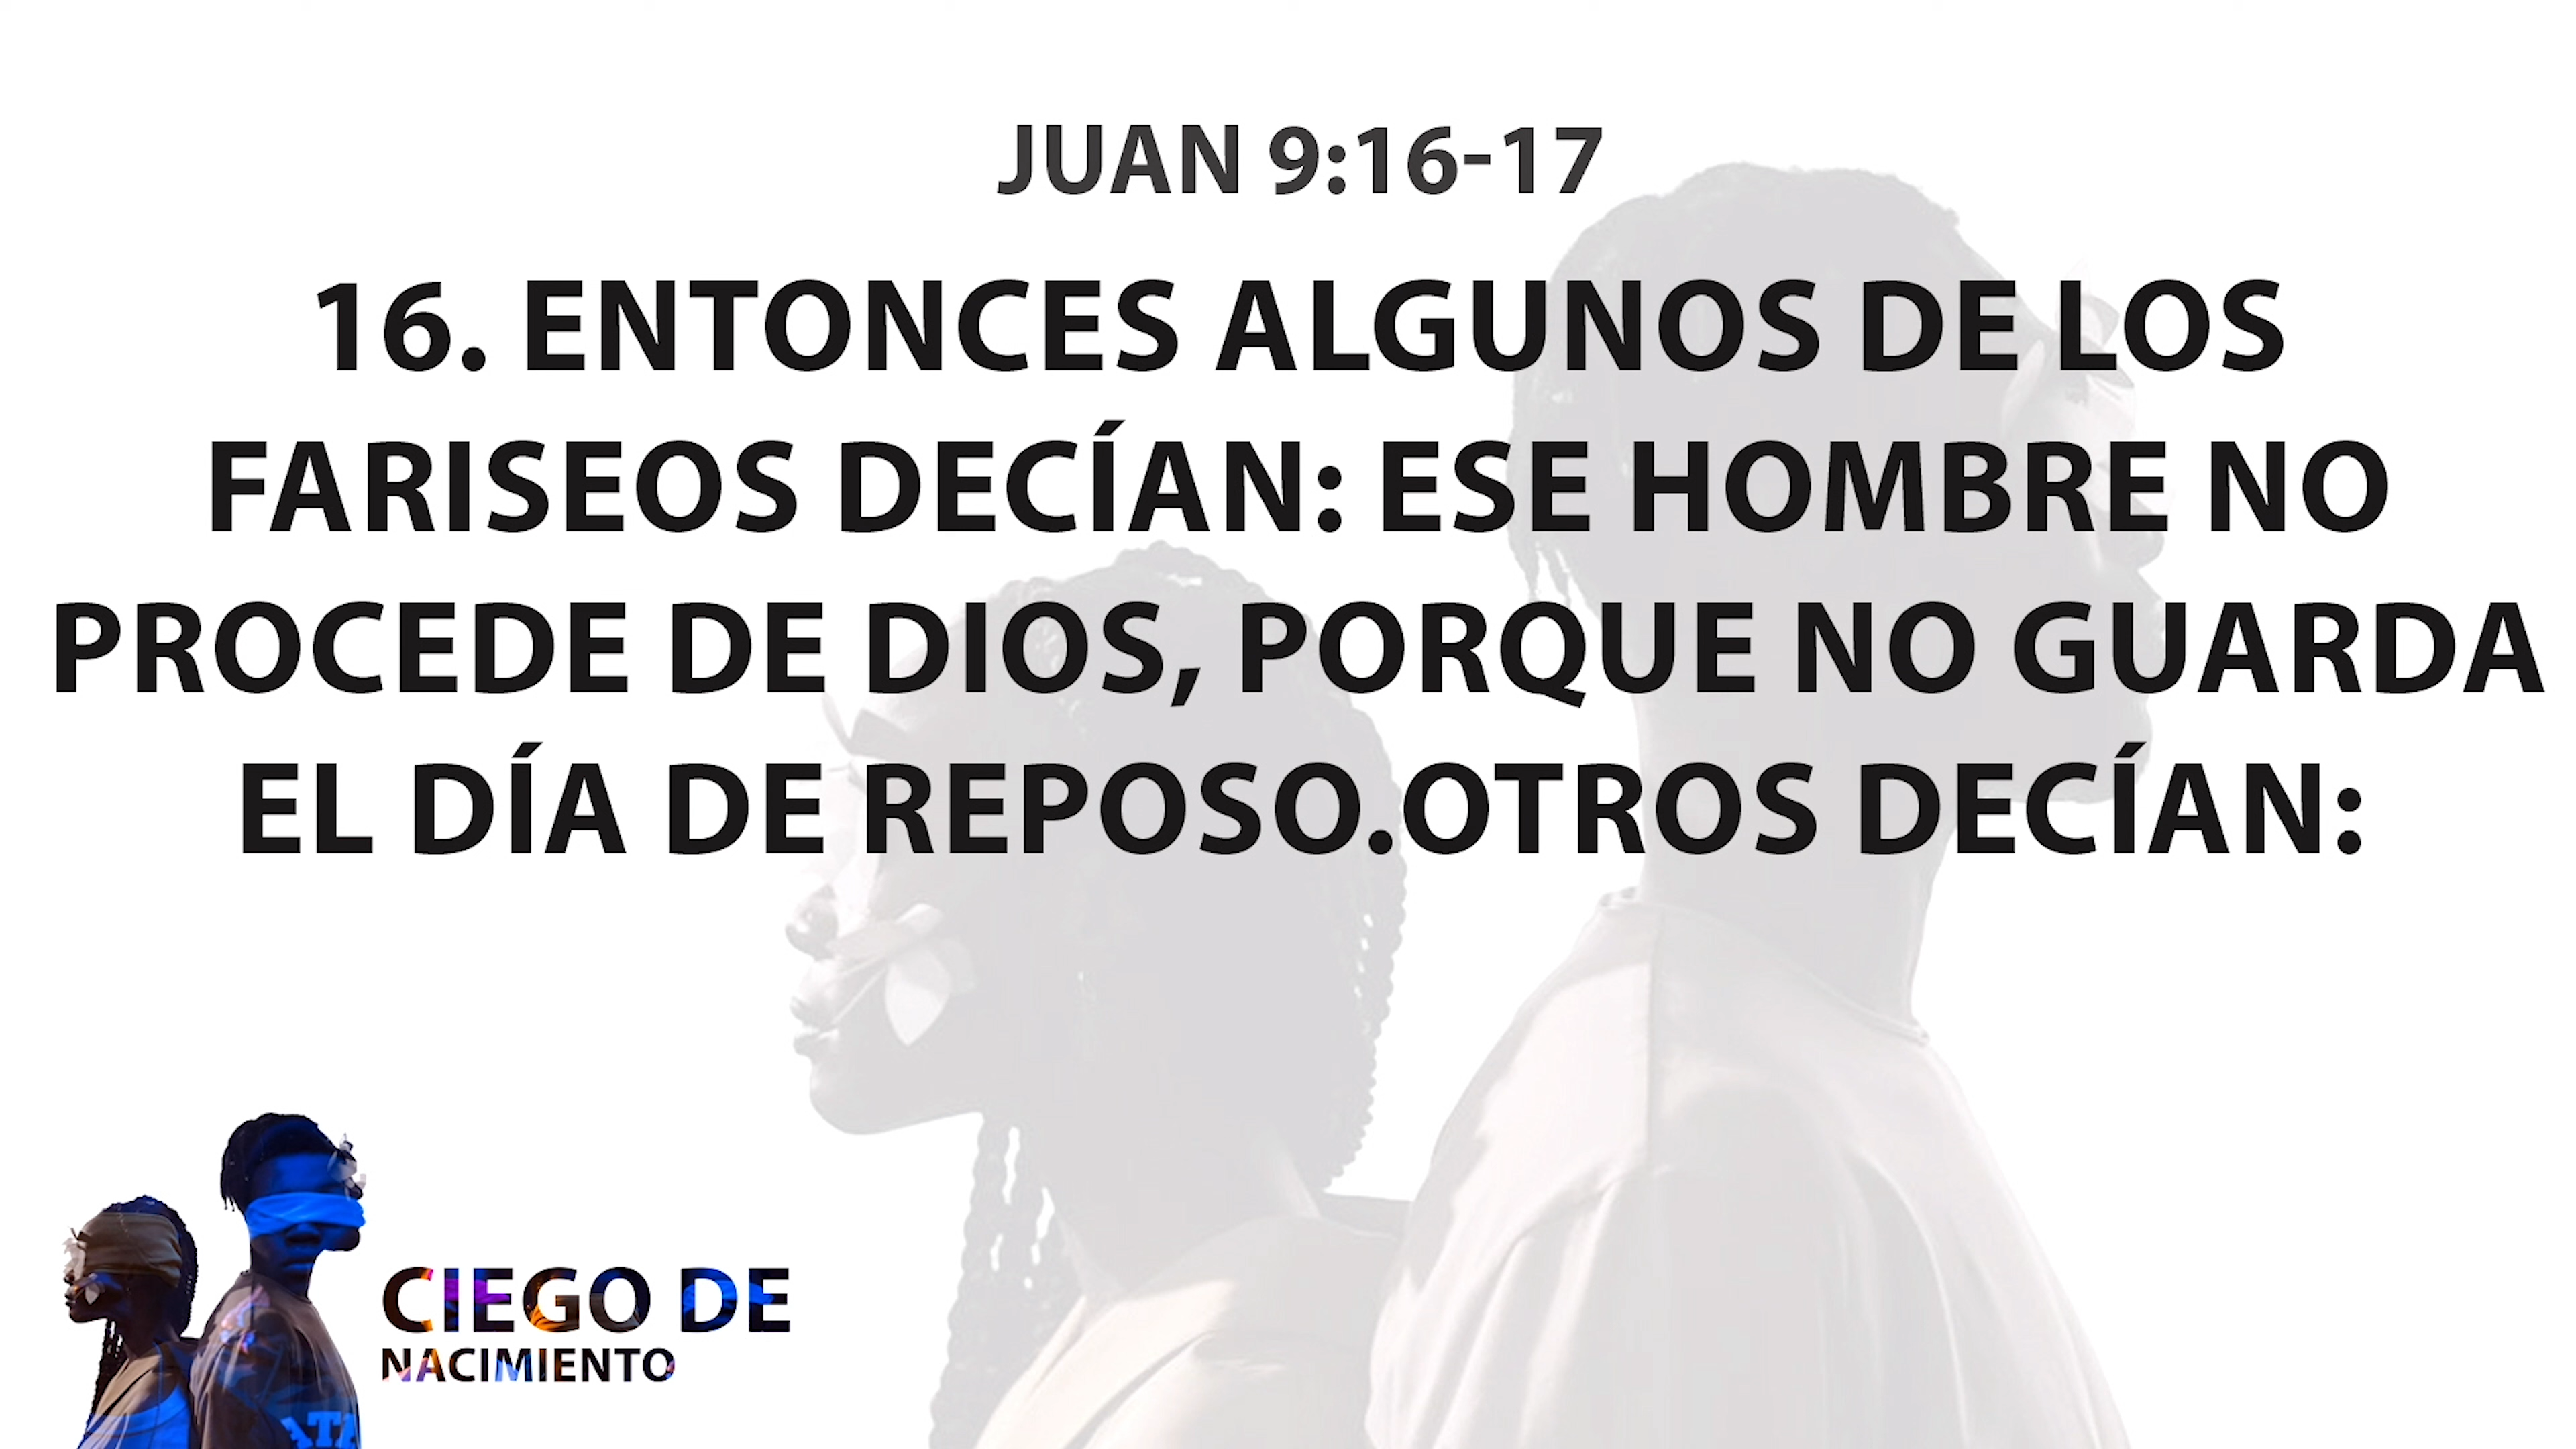 JUAN 9:16-17
16. ENTONCES ALGUNOS DE LOS
FARISEOS DECÍAN: ESE HOMBRE NO
PROCEDE DE DIOS, PORQUE NO GUARDA
EL DÍA DE REPOSO.OTROS DECÍAN:
CIEGO DE
NACIMIENTO